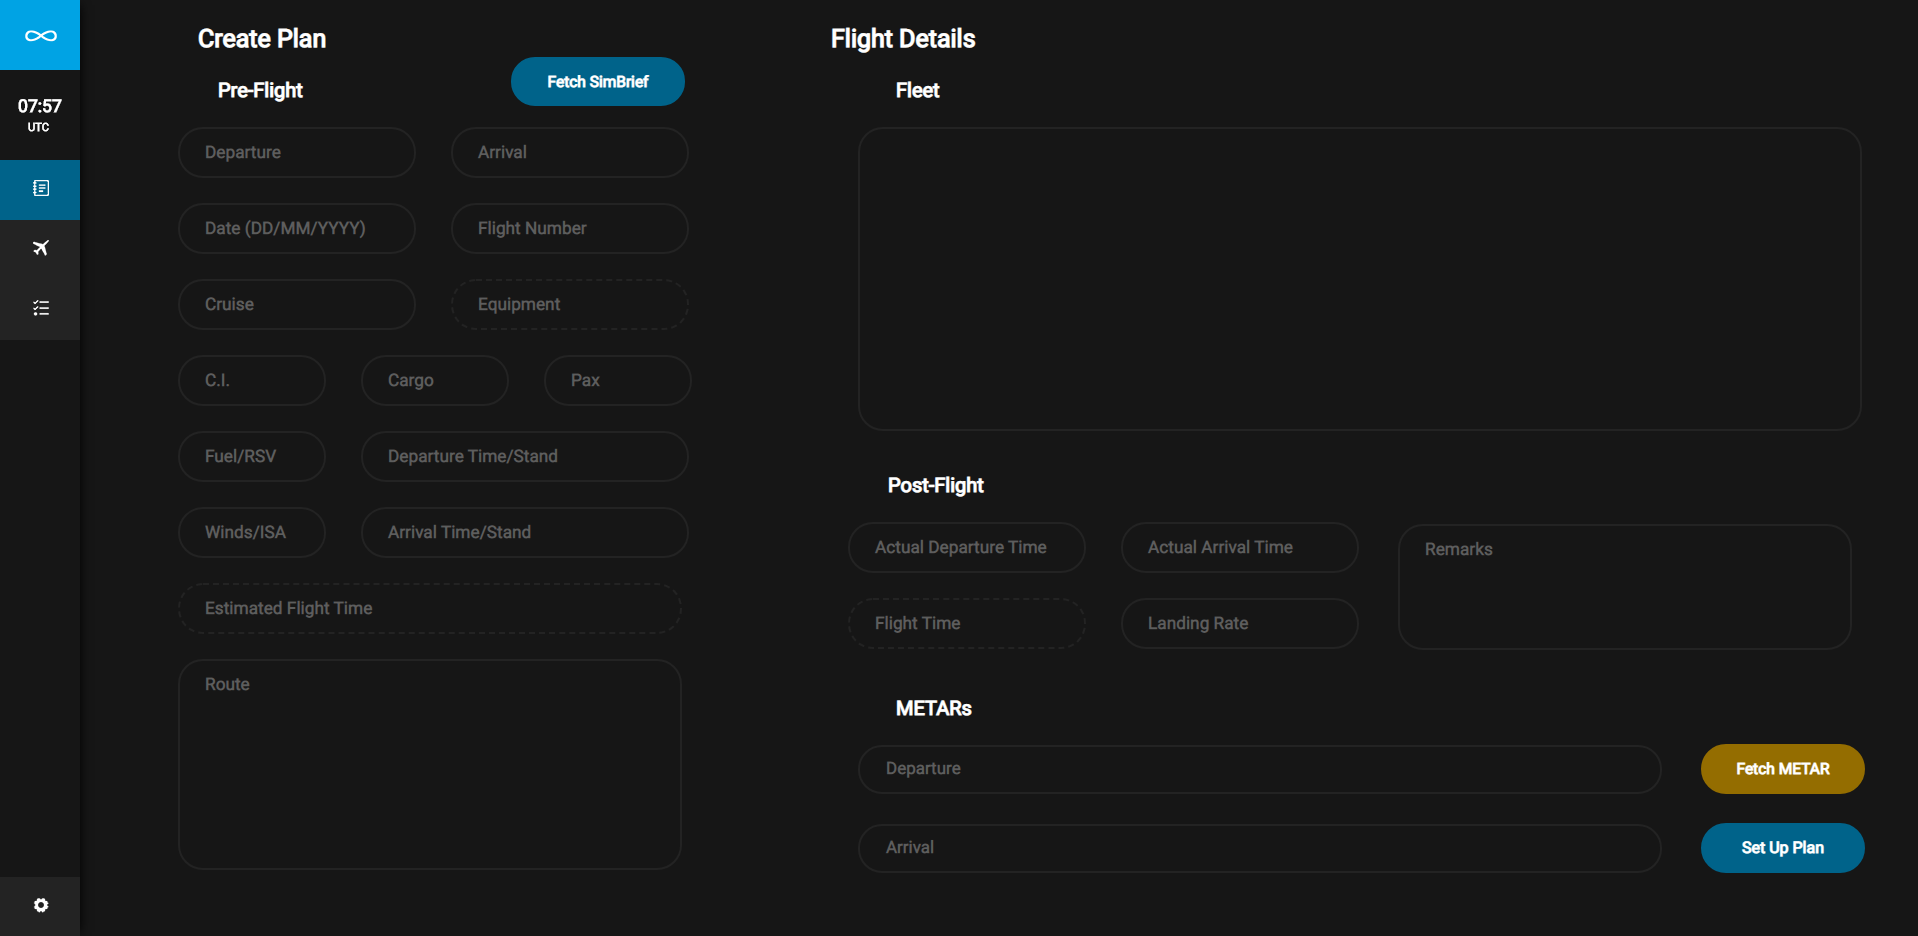 07:57
UTC
Create Plan
Pre-Flight
Fetch SimBrief
Departure
Arrival
Date (DD/MM/YYYY)
Flight Number
Cruise
Equipment
C.I.
Cargo
Pax
Fuel/RSV
Departure Time/Stand
Winds/ISA
Arrival Time/Stand
Estimated Flight Time
Route
Flight Details
Fleet
Post-Flight
Actual Departure Time
Actual Arrival Time
Remarks
Flight Time
Landing Rate
METARs
Departure
Fetch METAR
Arrival
Set Up Plan